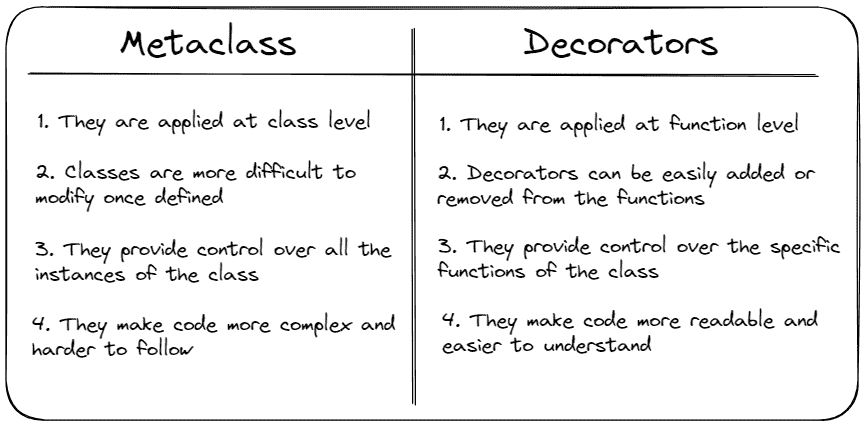 Metaclass
1. They are applied at class level
2. Classes are more difficult to
modify once defined
3. They provide control over all the
instances of the class
4. They make code more complex and
harder to follow
Decorators
1. They are applied at function level
2. Decorators can be easily added or
removed from the functions
3. They provide control over the specific
functions of the class
4. They make code more readable and
easier to understand